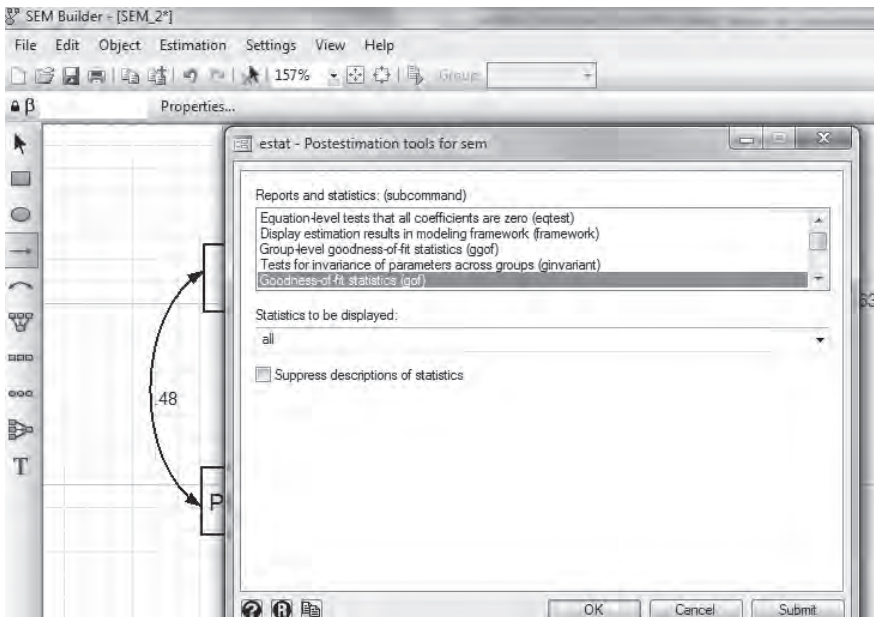 SEM Builder - [SEM_2*]
File Edit Object Estimation Settings View Help
157% Group:
β Properties...
estat - Postestimation tools for sem
Reports and statistics: (subcommand)
Equation-level tests that all coefficients are zero (eqtest)
Display estimation results in modeling framework (framework)
Group-level goodness-of-fit statistics (ggof)
Tests for invariance of parameters across groups (ginvariant)
Goodness-of-fit statistics (gof)
Statistics to be displayed:
all
Suppress descriptions of statistics
.48
T
P
? R
OK Cancel Submit